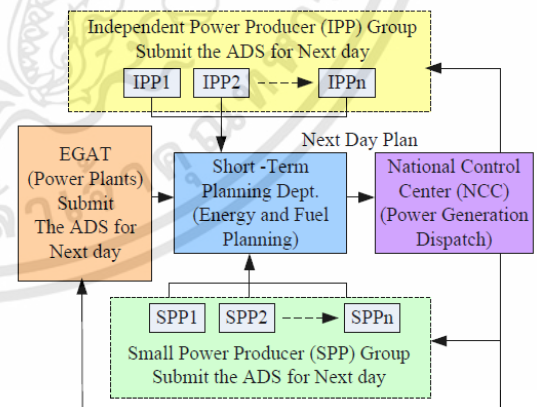 Independent Power Producer (IPP) Group
Submit the ADS for Next day
IPP1 IPP2 IPPn
Next Day Plan
EGAT
(Power Plants)
Submit
The ADS for
Next day
Short -Term
Planning Dept.
(Energy and Fuel
Planning)
National Control
Center (NCC)
(Power Generation
Dispatch)
SPP1 SPP2 SPPn
Small Power Producer (SPP) Group
Submit the ADS for Next day